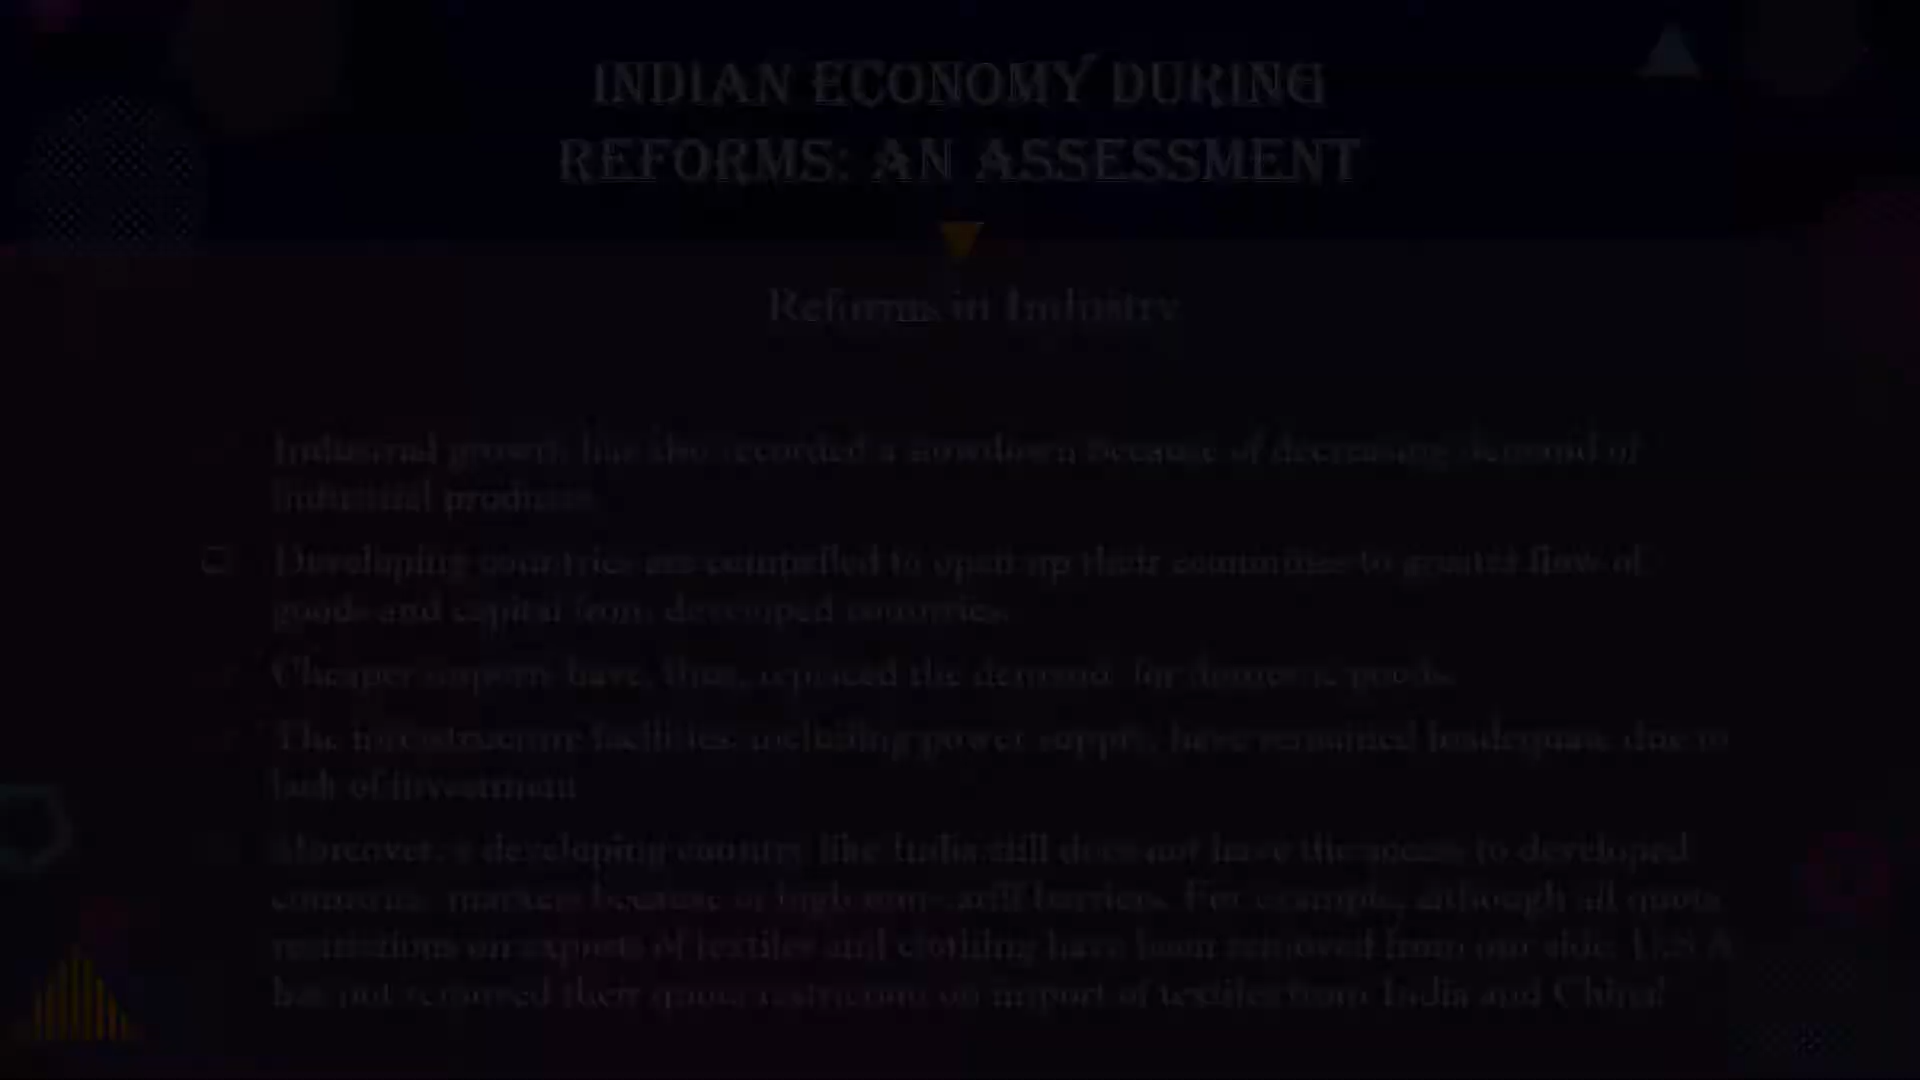 INDIAN ECONOMY DURING
REFORMS: AN ASSESSMENT
Reforms in Industry
Industrial growth has also recorded a slowdown because of decreasing demand of
industrial products.
Developing countries are compelled to open up their countries to greater flow of
goods and capital from developed countries.
Cheaper imports have, thus, replaced the demand for domestic goods.
The infrastructure facilities including power supply, have remained inadequate due to
lack of investment
Moreover, a developing country like India still does not have the access to developed
countries' markets because of high non-tariff barriers. For example, although all quota
restrictions on exports of textiles and clothing have been removed from our side, USA
has not removed their quota restriction on import of textiles from India and China!